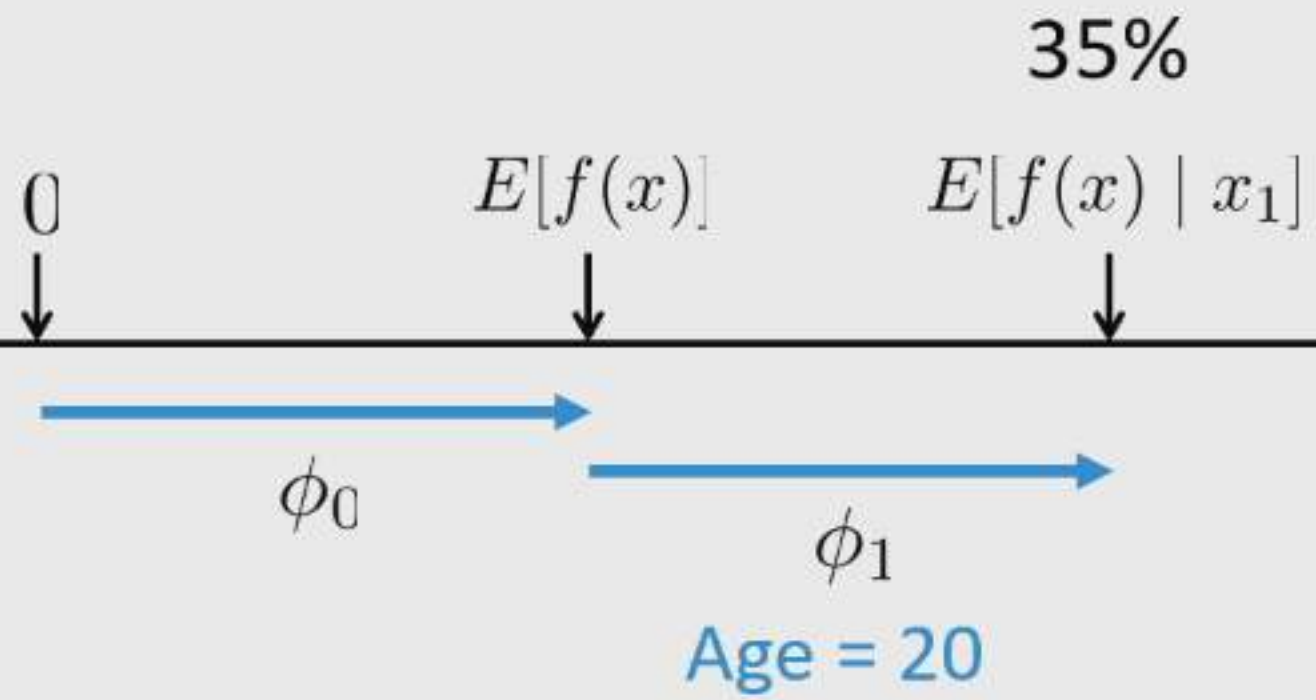 35%
0 E[f(x)] E[f(x) | x₁]
ϕ₀
ϕ₁
Age = 20